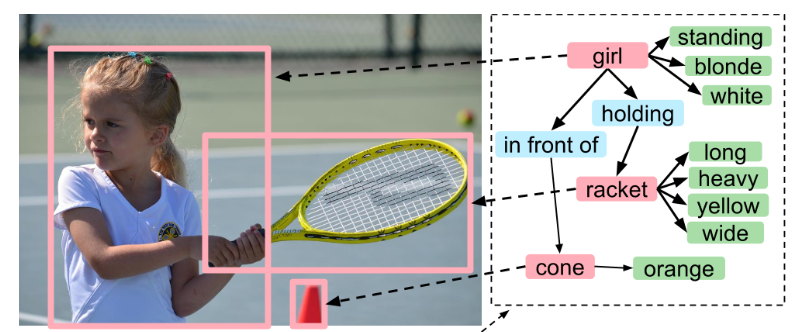 girl
standing
blonde
white
holding
in front of
long
heavy
racket
yellow
wide
cone
orange